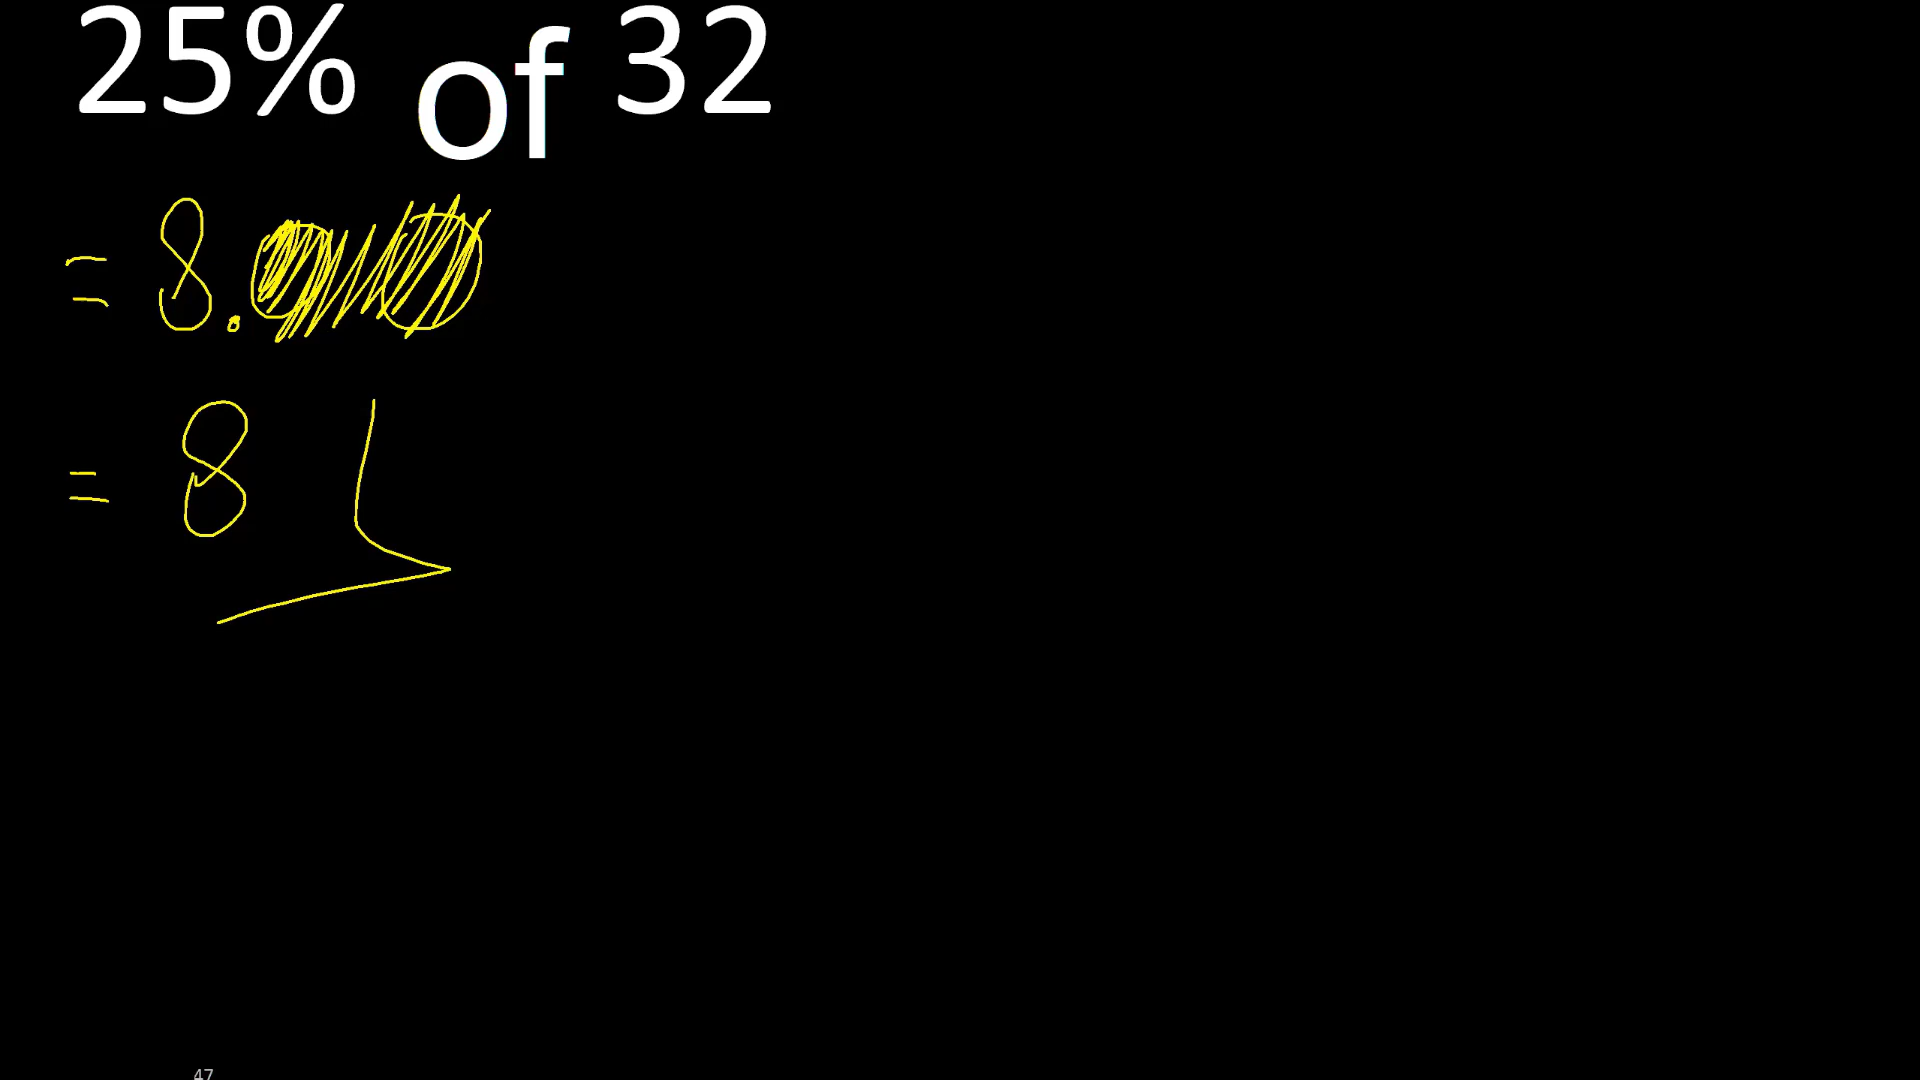 25% of 32
= 8.
= 8
47